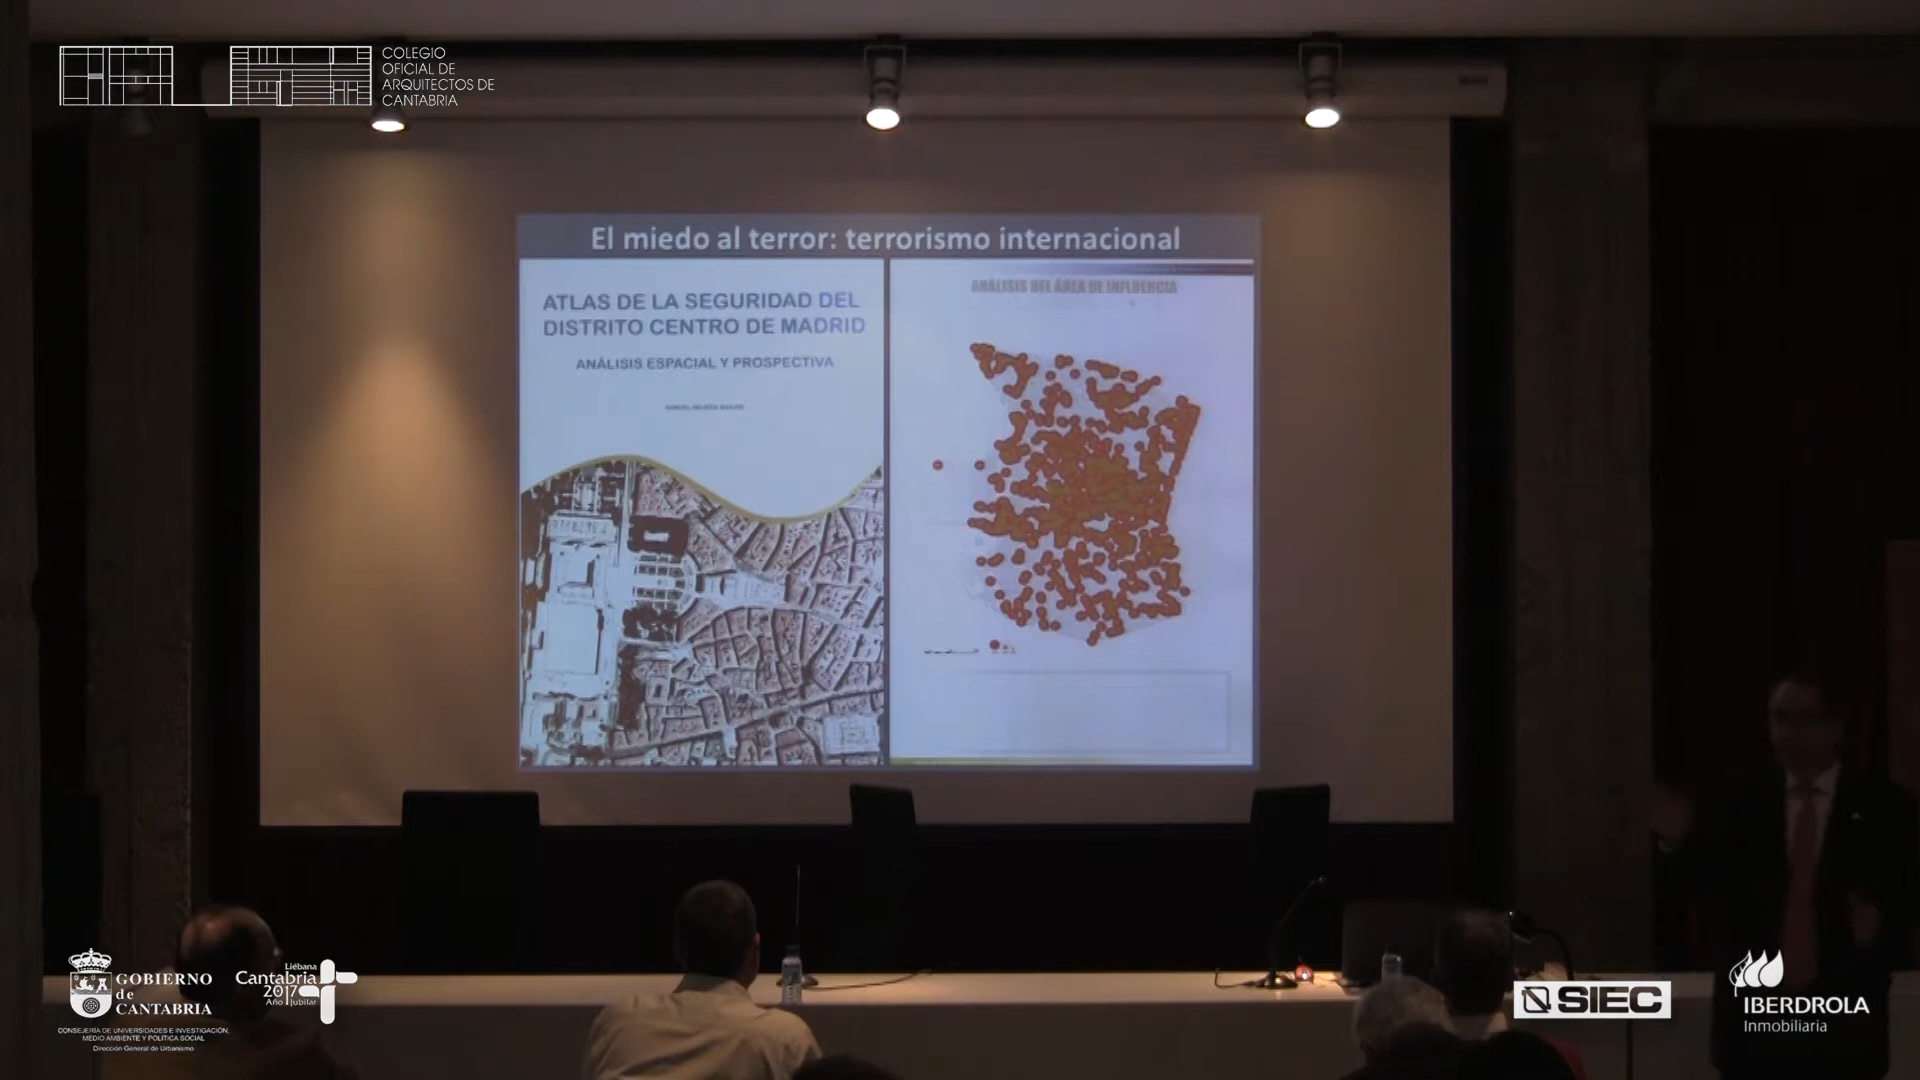 COLEGIO
OFICIAL DE
ARQUITECTOS DE
CANTABRIA
El miedo al terror: terrorismo internacional
ATLAS DE LA SEGURIDAD DEL
DISTRITO CENTRO DE MADRID
ANÁLISIS ESPACIAL Y PROSPECTIVA
ANÁLISIS DEL ÁREA DE INFLUENCIA
GOBIERNO
de
CANTABRIA
CONSEJERÍA DE UNIVERSIDADES E INVESTIGACIÓN,
MEDIO AMBIENTE Y POLÍTICA SOCIAL
Dirección General de Urbanismo
Liébana
Cantabria
2017
Año Jubilar
SIEC
IBERDROLA
Inmobiliaria